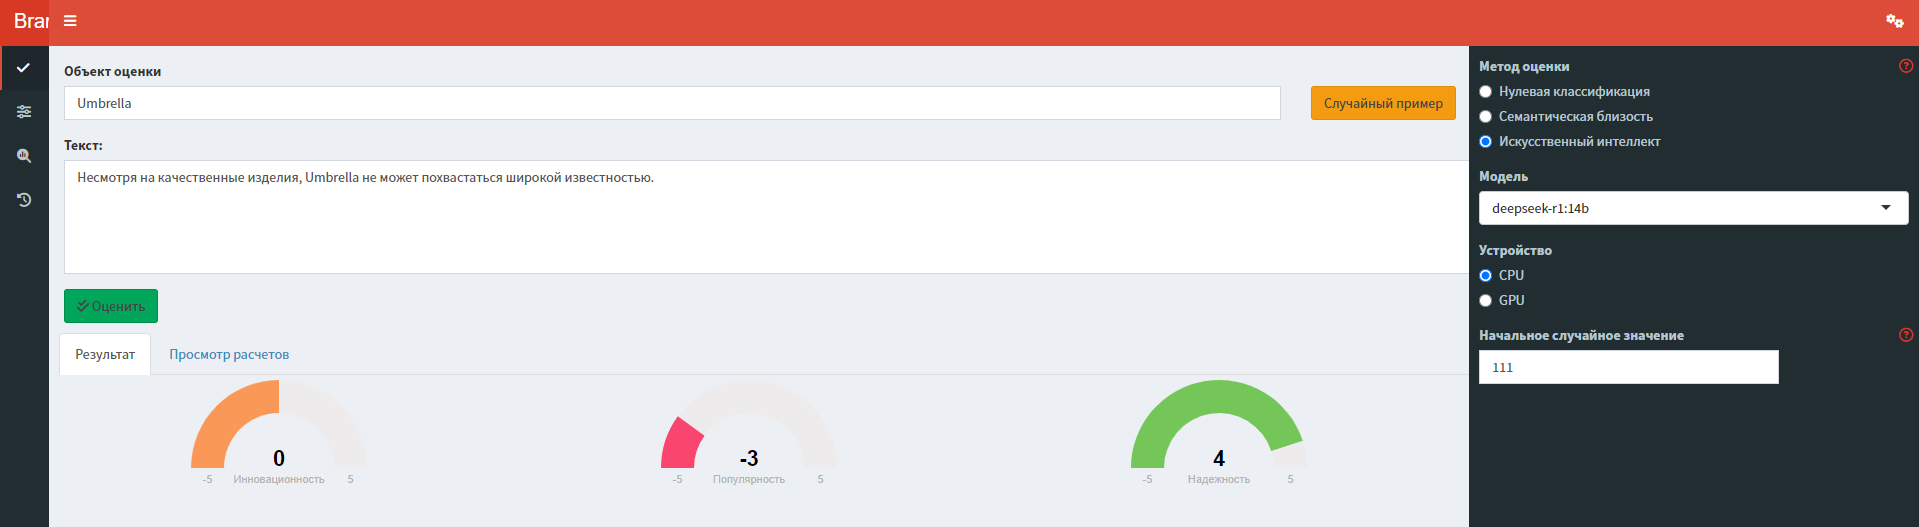 Bran
Объект оценки
Umbrella
Случайный пример
Текст:
Несмотря на качественные изделия, Umbrella не может похвастаться широкой известностью.
Оценить
Результат
Просмотр расчетов
0
-5 Инновационность 5
-3
-5 Популярность 5
4
-5 Надежность 5
Метод оценки
Нулевая классификация
Семантическая близость
Искусственный интеллект
Модель
deepseek-r1:14b
Устройство
CPU
GPU
Начальное случайное значение
111